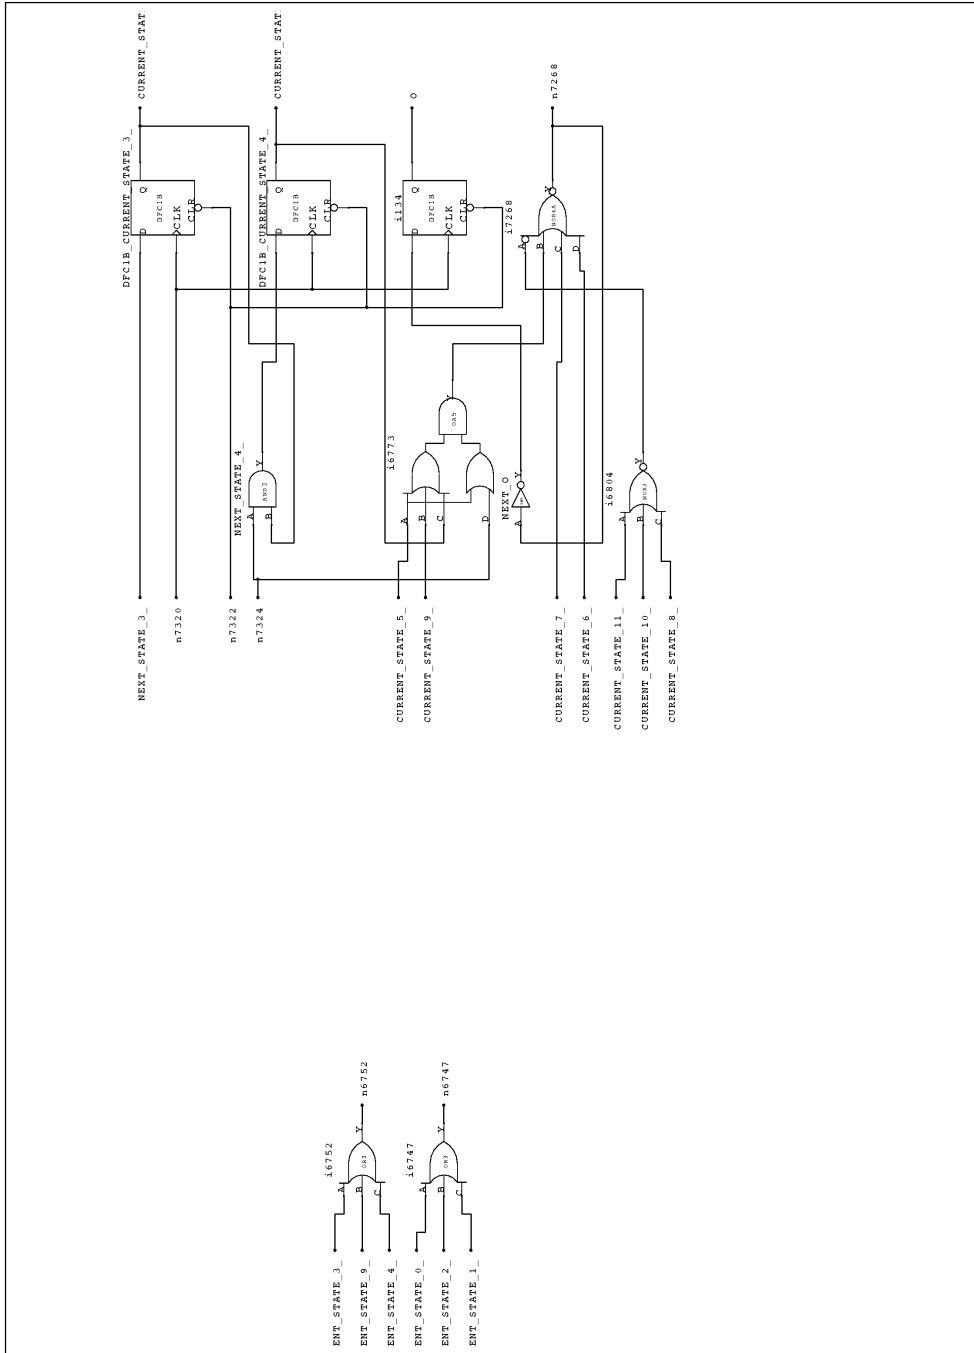 CURRENT_STAT
CURRENT_STAT
O
n7268
DFC1B_CURRENT_STATE_3_
DFC1B_CURRENT_STATE_4_
i134
i7268
Q
DFC1B
D
CLK
CLR
Q
DFC1B
D
CLK
CLR
Q
DFC1B
D
CLK
CLR
Y
NOR4A
A
B
C
D
NEXT_STATE_4_
Y
AND2
A
B
i6773
Y
OA5
A
B
C
D
NEXT_O
Y
INV
A
i6804
Y
NOR3
A
B
C
NEXT_STATE_3_
n7320
n7322
n7324
CURRENT_STATE_5_
CURRENT_STATE_9_
CURRENT_STATE_7_
CURRENT_STATE_6_
CURRENT_STATE_11_
CURRENT_STATE_10_
CURRENT_STATE_8_
n6752
n6747
i6752
Y
OR3
A
B
C
i6747
Y
OR3
A
B
C
ENT_STATE_3_
ENT_STATE_9_
ENT_STATE_4_
ENT_STATE_0_
ENT_STATE_2_
ENT_STATE_1_